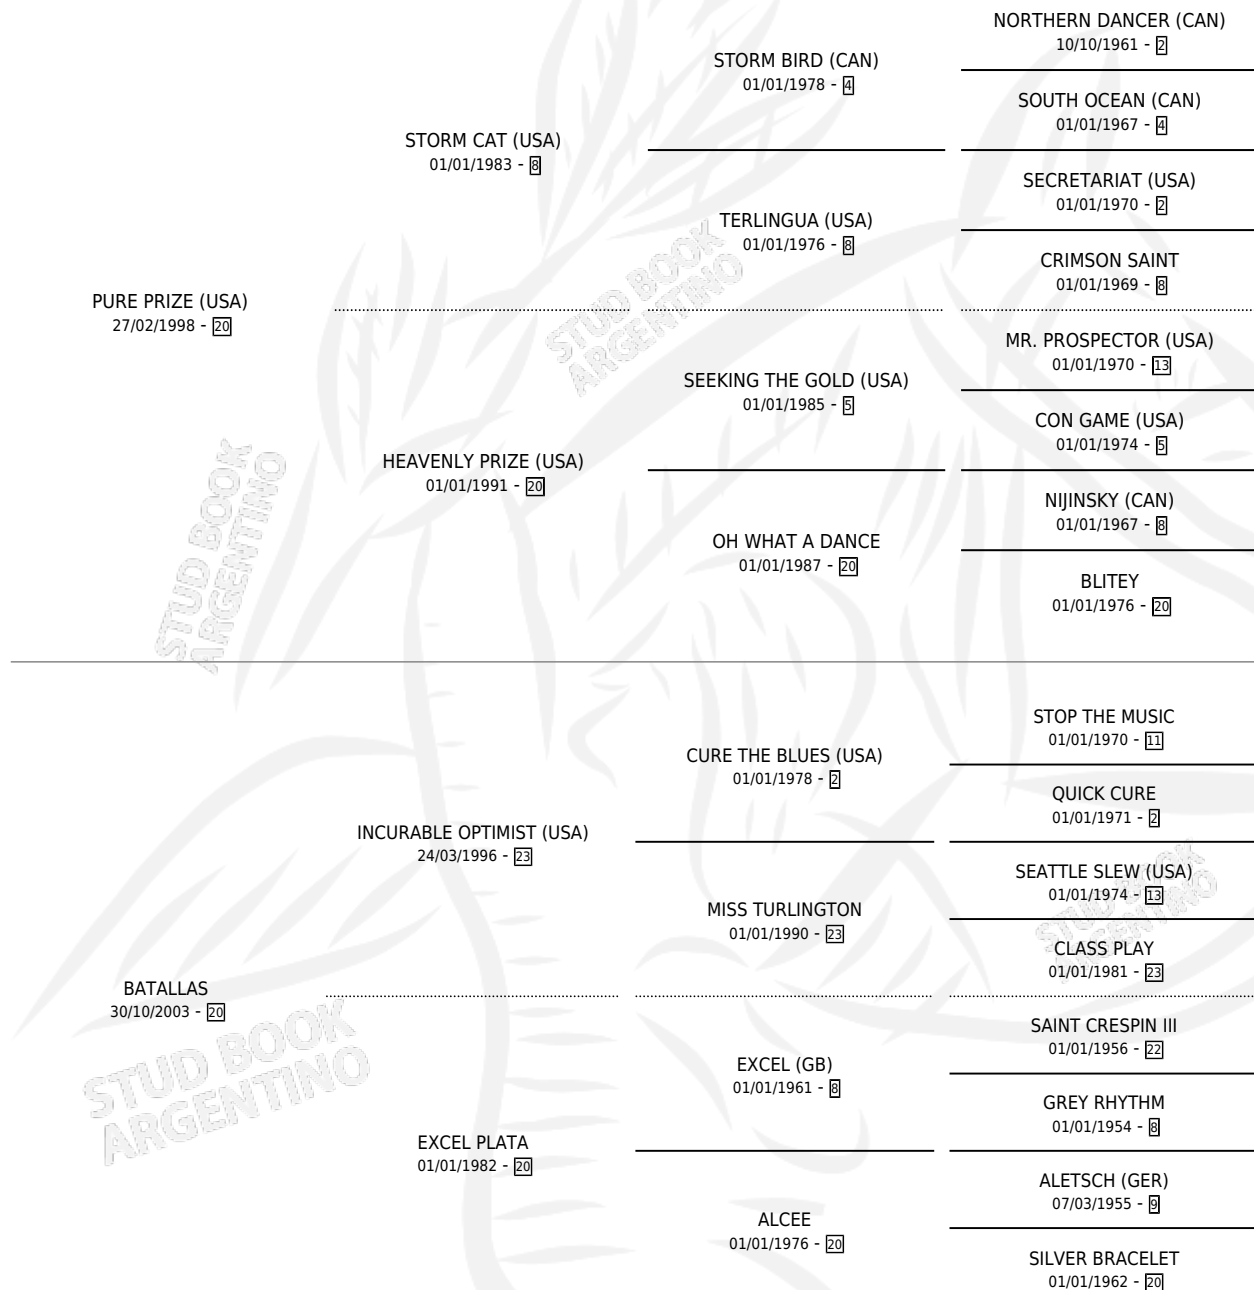 NORTHERN DANCER (CAN)
10/10/1961 - 2
STORM BIRD (CAN)
01/01/1978 - 4
SOUTH OCEAN (CAN)
01/01/1967 - 4
STORM CAT (USA)
01/01/1983 - 8
SECRETARIAT (USA)
01/01/1970 - 2
TERLINGUA (USA)
01/01/1976 - 8
CRIMSON SAINT
01/01/1969 - 8
PURE PRIZE (USA)
27/02/1998 - 20
MR. PROSPECTOR (USA)
01/01/1970 - 13
SEEKING THE GOLD (USA)
01/01/1985 - 5
CON GAME (USA)
01/01/1974 - 5
HEAVENLY PRIZE (USA)
01/01/1991 - 20
NIJINSKY (CAN)
01/01/1967 - 8
OH WHAT A DANCE
01/01/1987 - 20
BLITEY
01/01/1976 - 20
STOP THE MUSIC
01/01/1970 - 11
CURE THE BLUES (USA)
01/01/1978 - 2
QUICK CURE
01/01/1971 - 2
INCURABLE OPTIMIST (USA)
24/03/1996 - 23
SEATTLE SLEW (USA)
01/01/1974 - 13
MISS TURLINGTON
01/01/1990 - 23
CLASS PLAY
01/01/1981 - 23
BATALLAS
30/10/2003 - 20
SAINT CRESPIN III
01/01/1956 - 22
EXCEL (GB)
01/01/1961 - 8
GREY RHYTHM
01/01/1954 - 8
EXCEL PLATA
01/01/1982 - 20
ALETSCH (GER)
07/03/1955 - 9
ALCEE
01/01/1976 - 20
SILVER BRACELET
01/01/1962 - 20
STUD BOOK
ARGENTINO
STUD BOOK
ARGENTINO
STUD BOOK
ARGENTINO
STUD BOOK
ARGENTINO